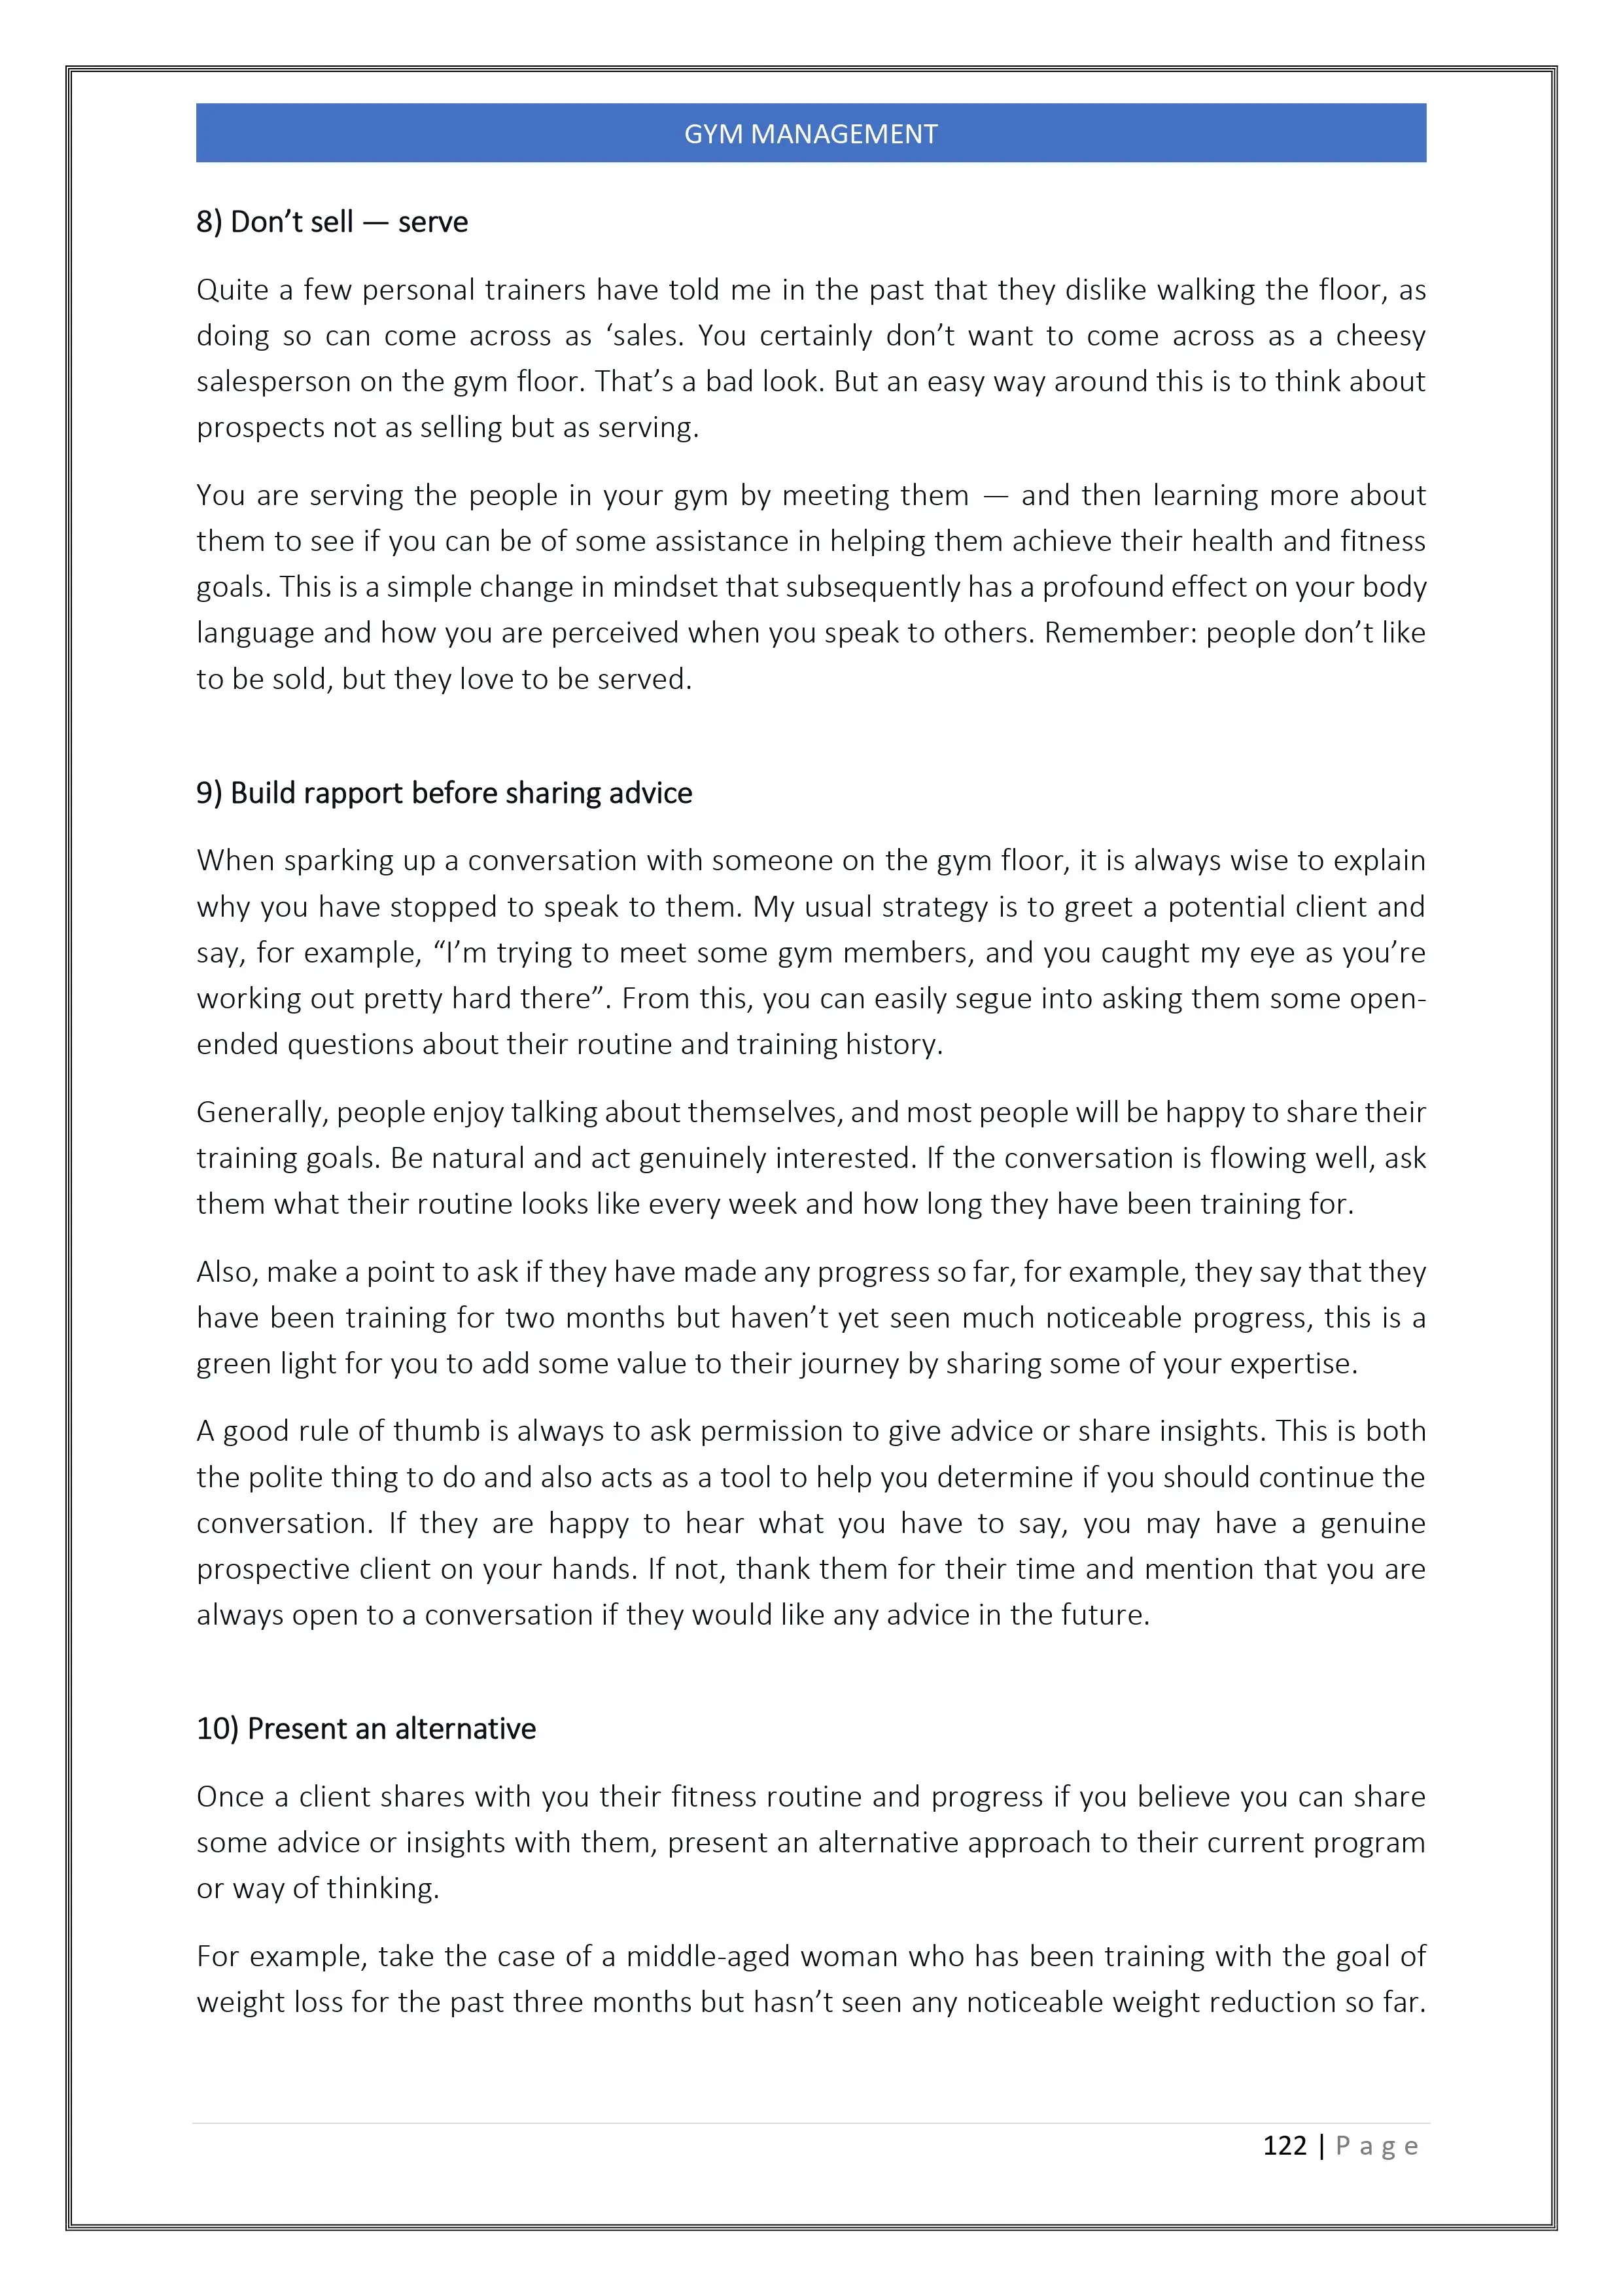 GYM MANAGEMENT
8) Don’t sell — serve
Quite a few personal trainers have told me in the past that they dislike walking the floor, as
doing so can come across as ‘sales. You certainly don’t want to come across as a cheesy
salesperson on the gym floor. That’s a bad look. But an easy way around this is to think about
prospects not as selling but as serving.
You are serving the people in your gym by meeting them — and then learning more about
them to see if you can be of some assistance in helping them achieve their health and fitness
goals. This is a simple change in mindset that subsequently has a profound effect on your body
language and how you are perceived when you speak to others. Remember: people don’t like
to be sold, but they love to be served.
9) Build rapport before sharing advice
When sparking up a conversation with someone on the gym floor, it is always wise to explain
why you have stopped to speak to them. My usual strategy is to greet a potential client and
say, for example, “I’m trying to meet some gym members, and you caught my eye as you’re
working out pretty hard there”. From this, you can easily segue into asking them some open-
ended questions about their routine and training history.
Generally, people enjoy talking about themselves, and most people will be happy to share their
training goals. Be natural and act genuinely interested. If the conversation is flowing well, ask
them what their routine looks like every week and how long they have been training for.
Also, make a point to ask if they have made any progress so far, for example, they say that they
have been training for two months but haven’t yet seen much noticeable progress, this is a
green light for you to add some value to their journey by sharing some of your expertise.
A good rule of thumb is always to ask permission to give advice or share insights. This is both
the polite thing to do and also acts as a tool to help you determine if you should continue the
conversation. If they are happy to hear what you have to say, you may have a genuine
prospective client on your hands. If not, thank them for their time and mention that you are
always open to a conversation if they would like any advice in the future.
10) Present an alternative
Once a client shares with you their fitness routine and progress if you believe you can share
some advice or insights with them, present an alternative approach to their current program
or way of thinking.
For example, take the case of a middle-aged woman who has been training with the goal of
weight loss for the past three months but hasn’t seen any noticeable weight reduction so far.
122 | Page